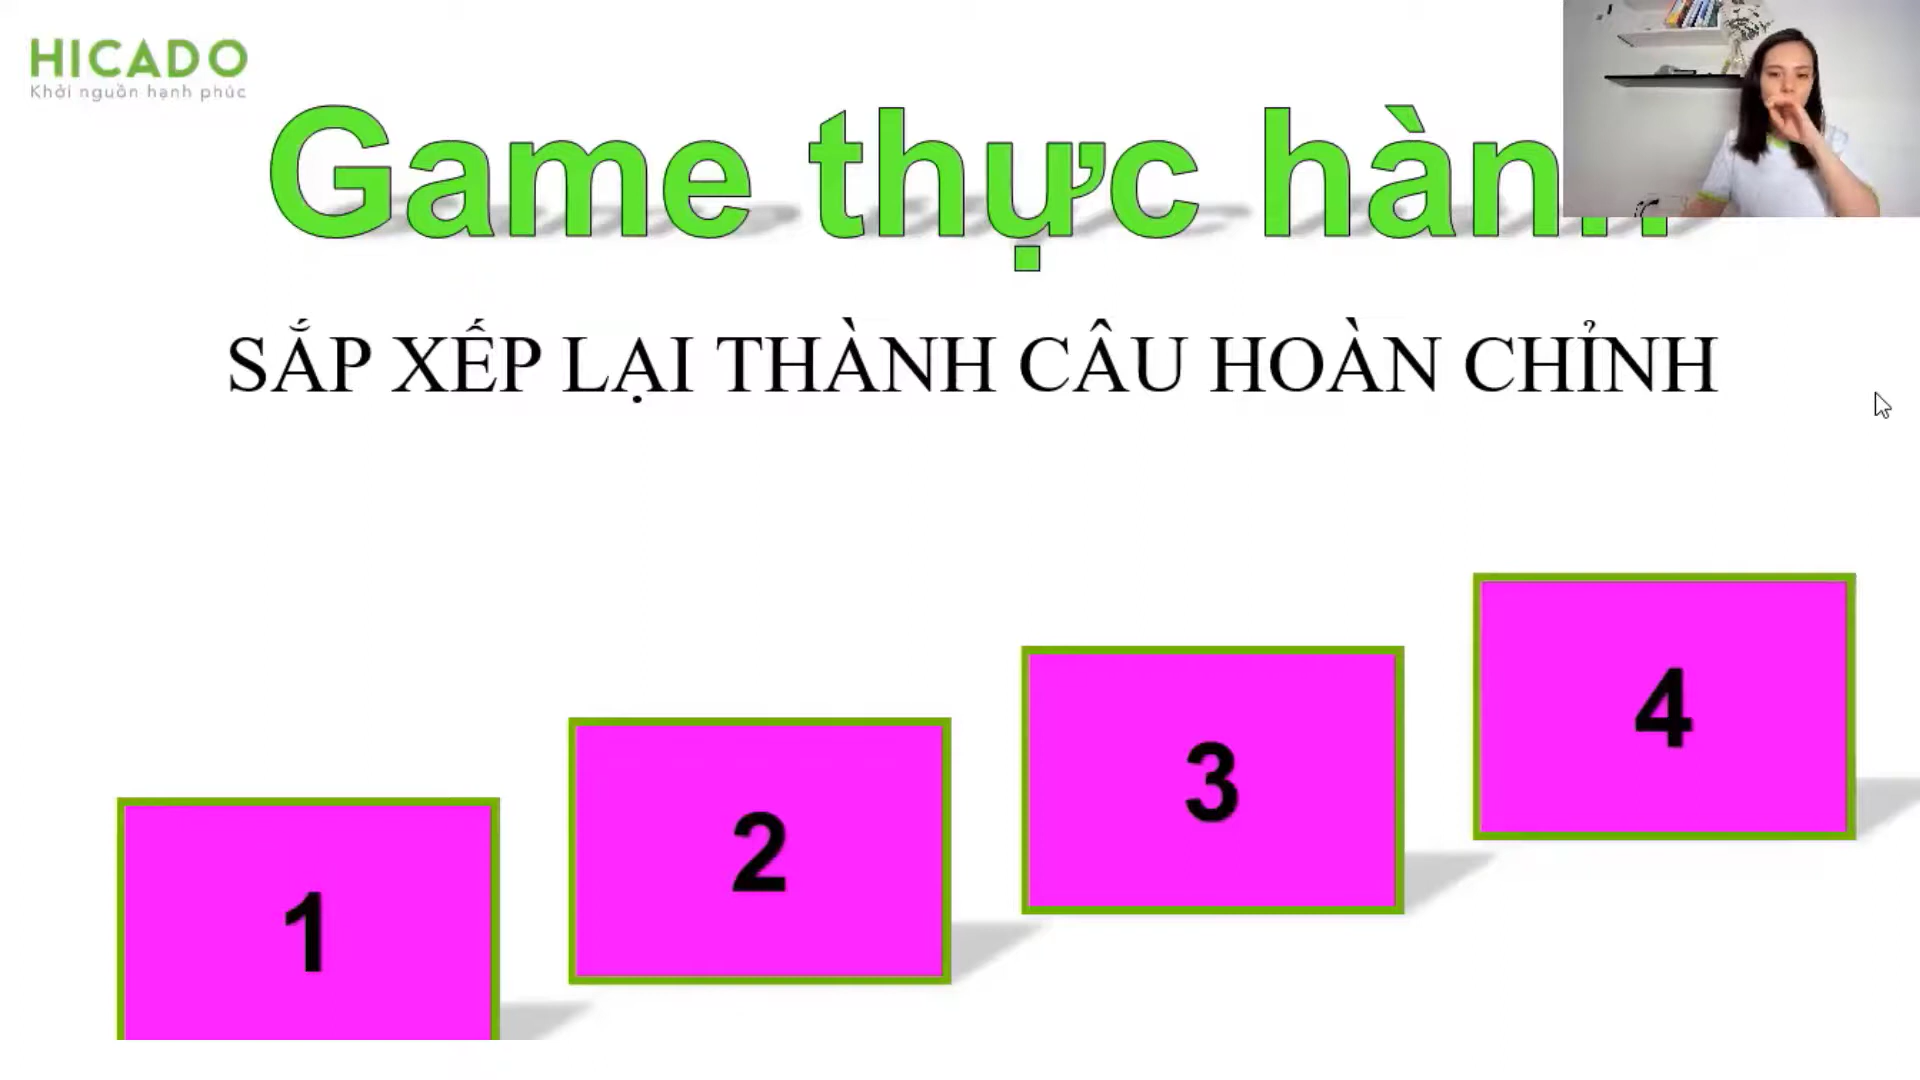 HICADO
Khởi nguồn hạnh phúc
Game thực hành
SẮP XẾP LẠI THÀNH CÂU HOÀN CHỈNH
1
2
3
4